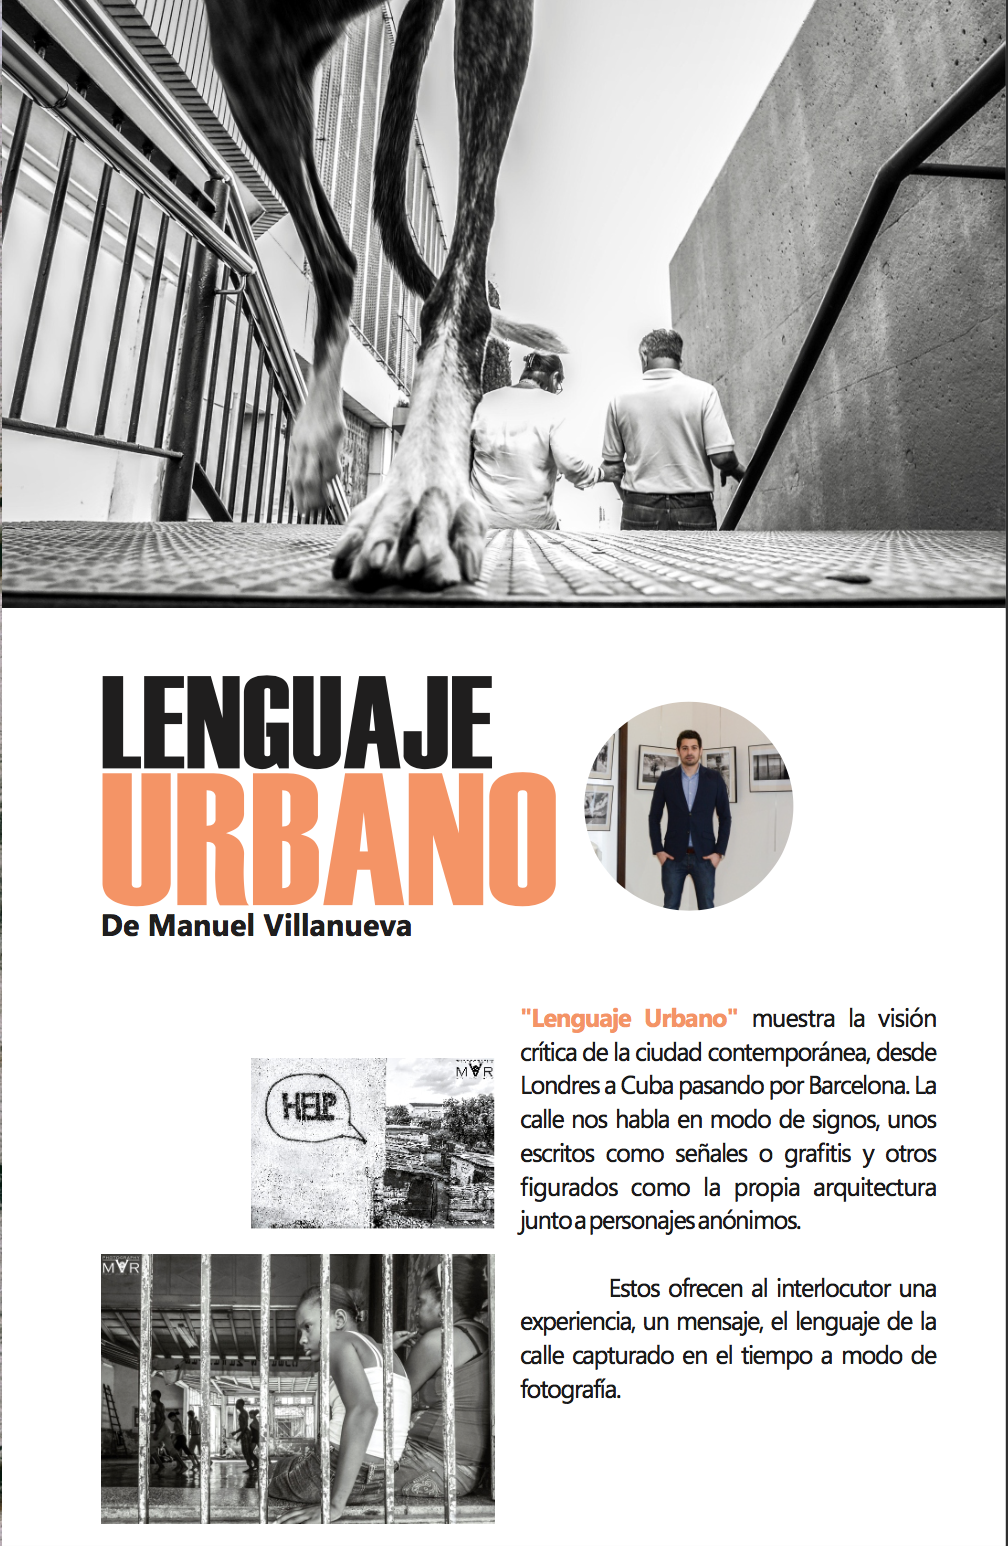 LENGUAJE
URBANO
De Manuel Villanueva
"Lenguaje Urbano" muestra la visión
crítica de la ciudad contemporánea, desde
Londres a Cuba pasando por Barcelona. La
calle nos habla en modo de signos, unos
escritos como señales o grafitis y otros
figurados como la propia arquitectura
junto a personajes anónimos.
Estos ofrecen al interlocutor una
experiencia, un mensaje, el lenguaje de la
calle capturado en el tiempo a modo de
fotografía.
HELP
PHOTOGRAPHY
MVR